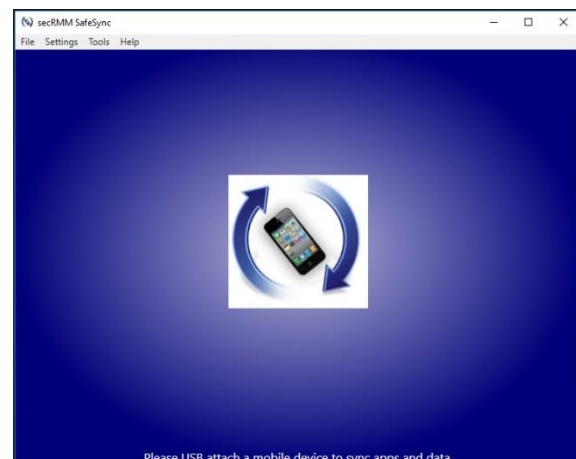 secRMM SafeSync
File Settings Tools Help
Please USB attach a mobile device to sync apps and data